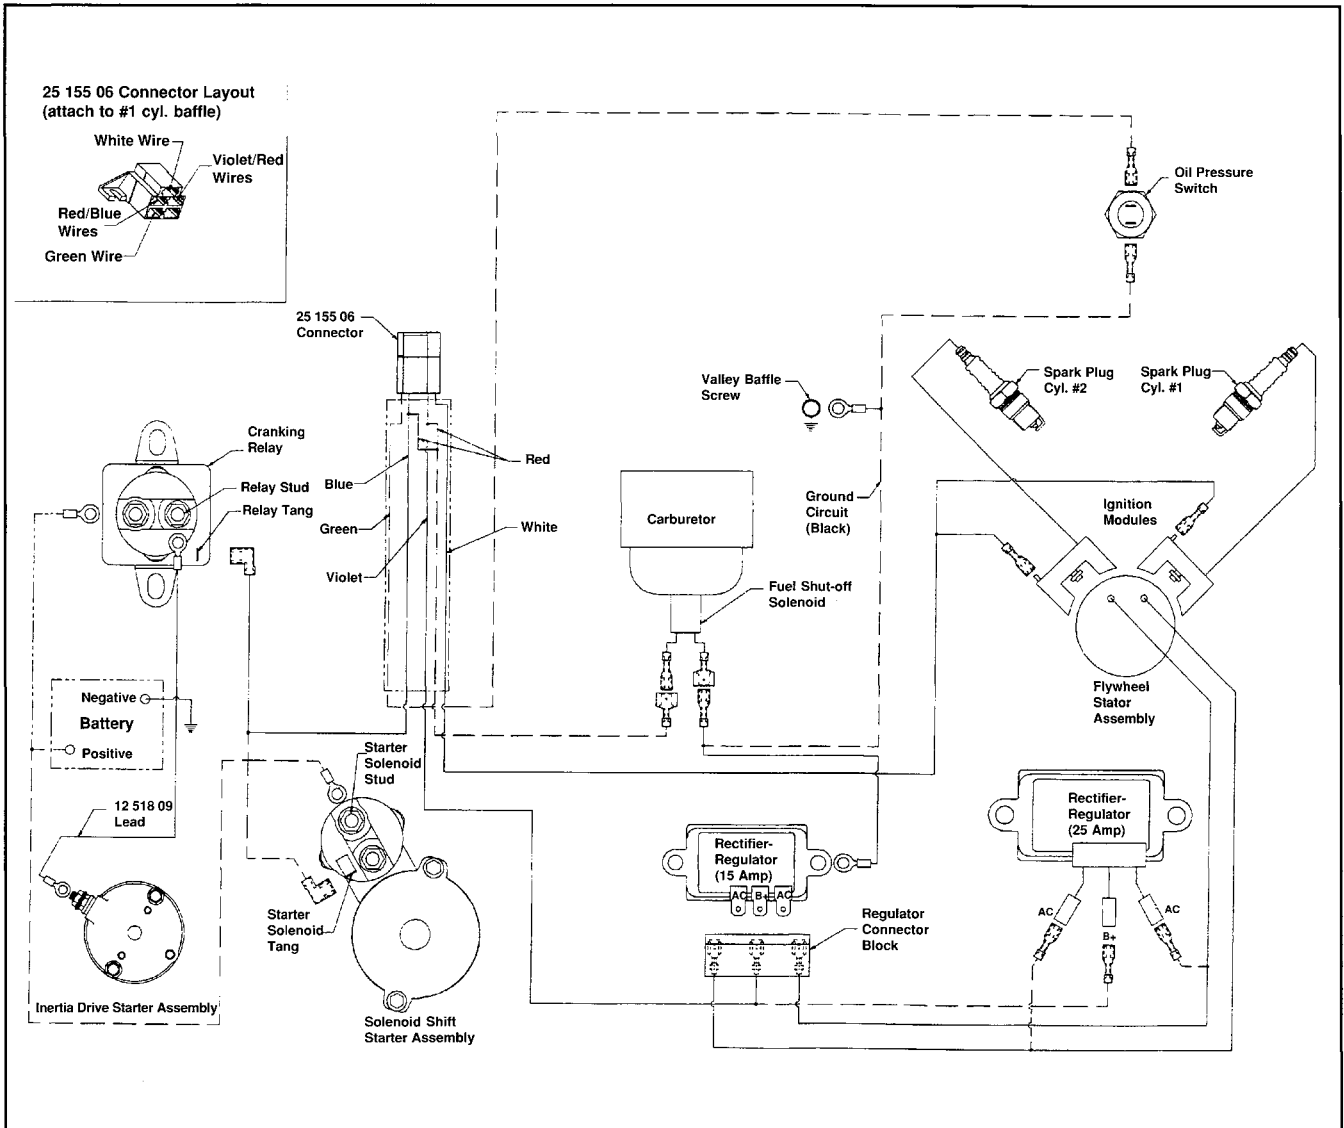 25 155 06 Connector Layout
(attach to #1 cyl. baffle)
White Wire
Violet/Red
Wires
Red/Blue
Wires
Green Wire
Oil Pressure
Switch
25 155 06
Connector
Valley Baffle
Screw
Spark Plug
Cyl. #2
Spark Plug
Cyl. #1
Cranking
Relay
Relay Stud
Relay Tang
Blue
Red
Green
White
Violet
Carburetor
Ground
Circuit
(Black)
Ignition
Modules
Fuel Shut-off
Solenoid
Flywheel
Stator
Assembly
Negative
Battery
Positive
12 518 09
Lead
Starter
Solenoid
Stud
Rectifier-
Regulator
(25 Amp)
Rectifier-
Regulator
(15 Amp)
AC
B+
AC
AC
B+
AC
Regulator
Connector
Block
Starter
Solenoid
Tang
Inertia Drive Starter Assembly
Solenoid Shift
Starter Assembly